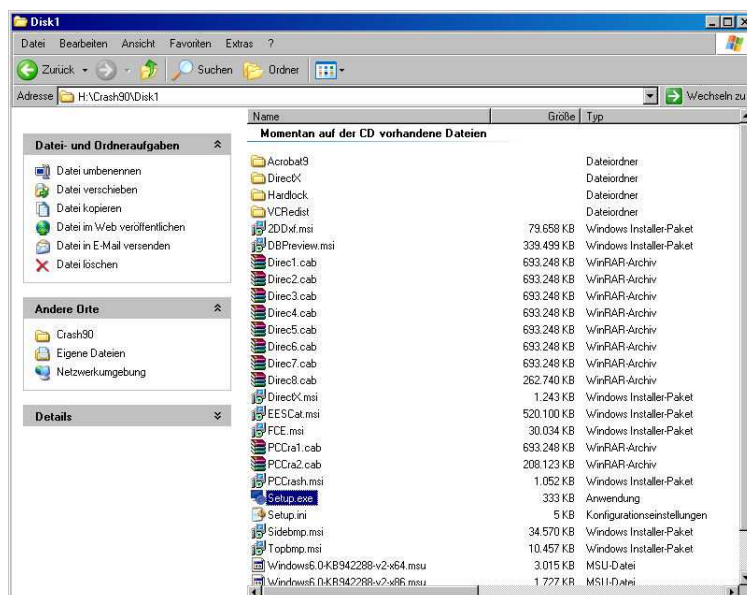 Disk1
Datei Bearbeiten Ansicht Favoriten Extras ?
Zurück Suchen Ordner
Adresse H:\Crash90\Disk1 Wechseln zu
Name Größe Typ
Momentan auf der CD vorhandene Dateien
Datei- und Ordneraufgaben
Datei umbenennen
Datei verschieben
Datei kopieren
Datei im Web veröffentlichen
Datei in E-Mail versenden
Datei löschen
Andere Orte
Crash90
Eigene Dateien
Netzwerkumgebung
Details
Acrobat9 Dateiordner
DirectX Dateiordner
Hardlock Dateiordner
VCRedist Dateiordner
2DDxf.msi 79.658 KB Windows Installer-Paket
DBPreview.msi 339.499 KB Windows Installer-Paket
Direc1.cab 693.248 KB WinRAR-Archiv
Direc2.cab 693.248 KB WinRAR-Archiv
Direc3.cab 693.248 KB WinRAR-Archiv
Direc4.cab 693.248 KB WinRAR-Archiv
Direc5.cab 693.248 KB WinRAR-Archiv
Direc6.cab 693.248 KB WinRAR-Archiv
Direc7.cab 693.248 KB WinRAR-Archiv
Direc8.cab 262.740 KB WinRAR-Archiv
DirectX.msi 1.243 KB Windows Installer-Paket
EESCat.msi 520.100 KB Windows Installer-Paket
FCE.msi 30.034 KB Windows Installer-Paket
PCCra1.cab 693.248 KB WinRAR-Archiv
PCCra2.cab 208.123 KB WinRAR-Archiv
PCCrash.msi 1.052 KB Windows Installer-Paket
Setup.exe 333 KB Anwendung
Setup.ini 5 KB Konfigurationseinstellungen
Sidebmp.msi 34.570 KB Windows Installer-Paket
Topbmp.msi 10.457 KB Windows Installer-Paket
Windows6.0-KB942288-v2-x64.msu 3.015 KB MSU-Datei
Windows6.0-KB942288-v2-x86.msu 1.727 KB MSU-Datei